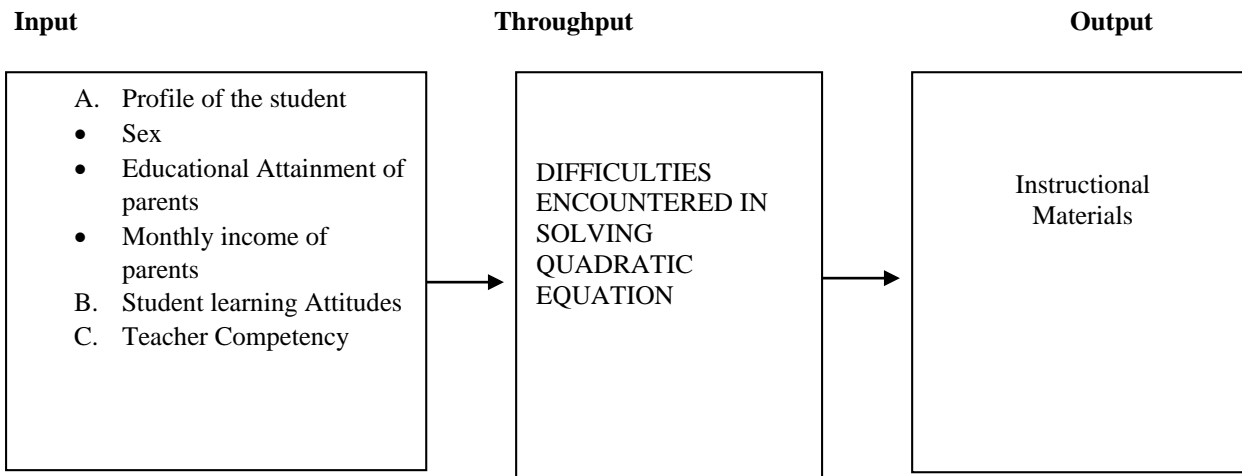 Input
Throughput
Output
A. Profile of the student
• Sex
• Educational Attainment of
parents
• Monthly income of
parents
B. Student learning Attitudes
C. Teacher Competency
DIFFICULTIES
ENCOUNTERED IN
SOLVING
QUADRATIC
EQUATION
Instructional
Materials